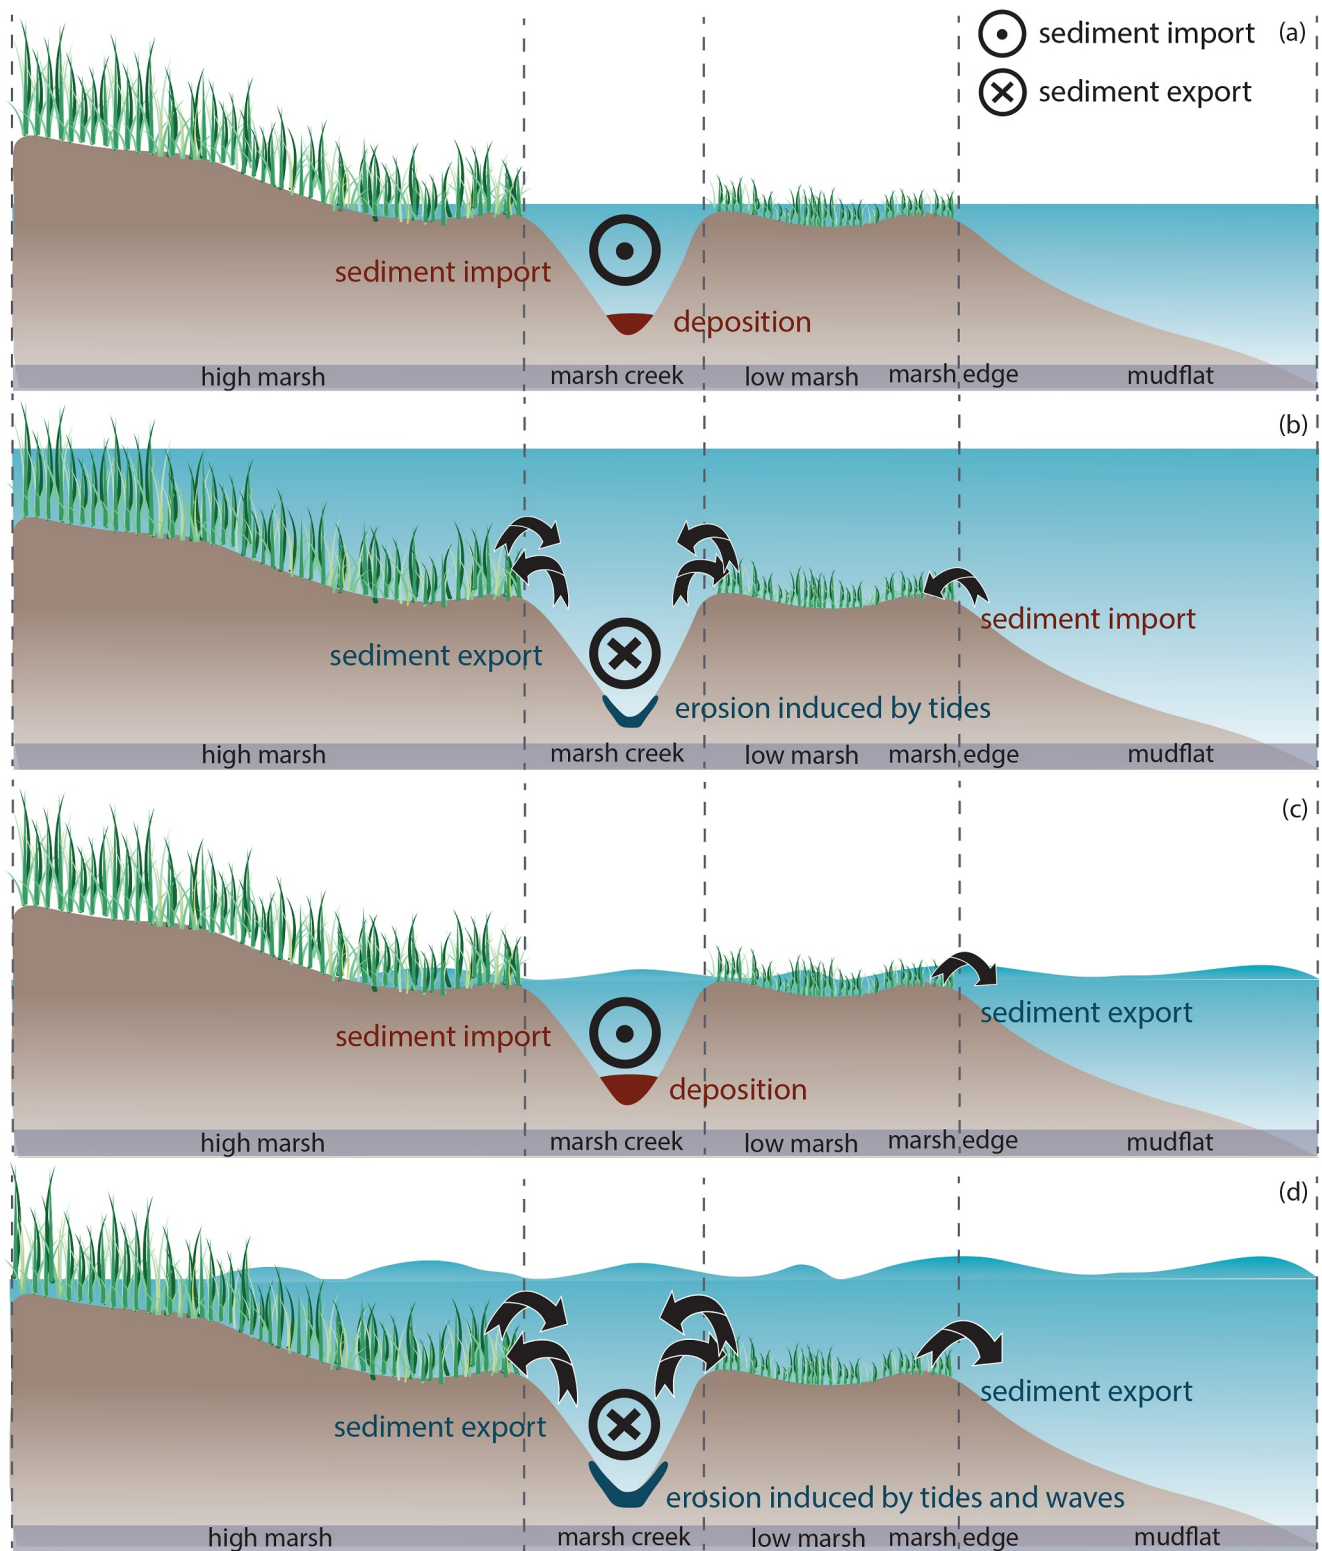 sediment import (a)
sediment export
sediment import
deposition
high marsh marsh creek low marsh marsh edge mudflat
(b)
sediment import
sediment export
erosion induced by tides
high marsh marsh creek low marsh marsh edge mudflat
(c)
sediment export
sediment import
deposition
high marsh marsh creek low marsh marsh edge mudflat
(d)
sediment export
sediment export
erosion induced by tides and waves
high marsh marsh creek low marsh marsh edge mudflat